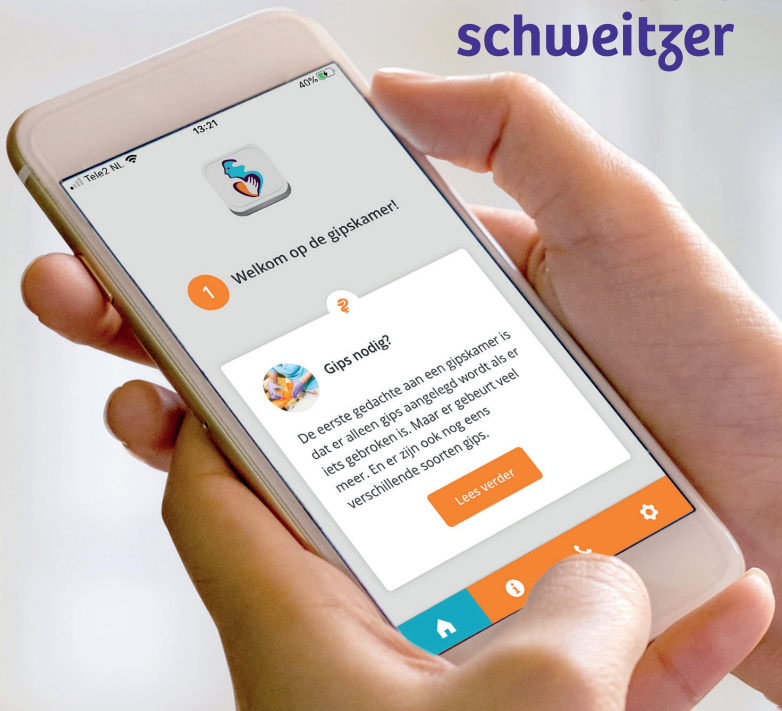 schweitzer
Tele2 NL
13:21
40%
1
Welkom op de gipskamer!
Gips nodig?
De eerste gedachte aan een gipskamer is
dat er alleen gips aangelegd wordt als er
iets gebroken is. Maar er gebeurt veel
meer. En er zijn ook nog eens
verschillende soorten gips.
Lees verder